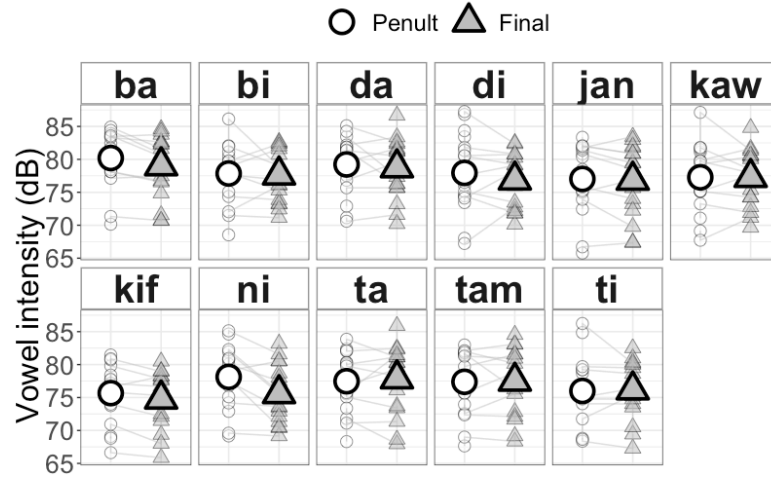 Penult Final
ba bi da di jan kaw
85
80
75
70
65
kif ni ta tam ti
85
80
75
70
65
Vowel intensity (dB)